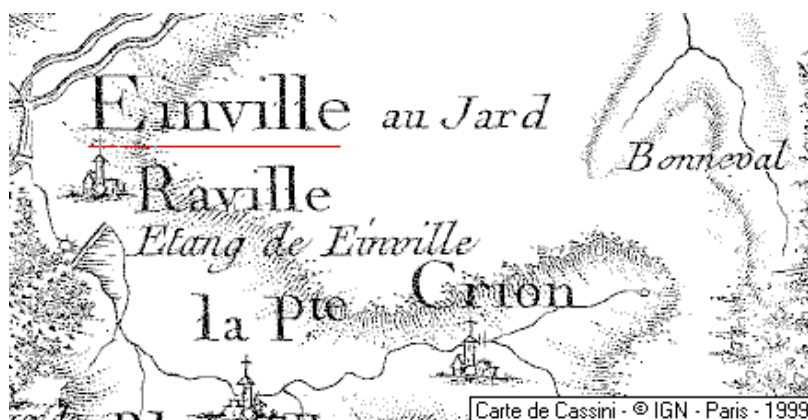 Einville au Jard
Bonneval
Raville
Etang de Einville
Crion
la Pte
Carte de Cassini - © IGN - Paris - 1999